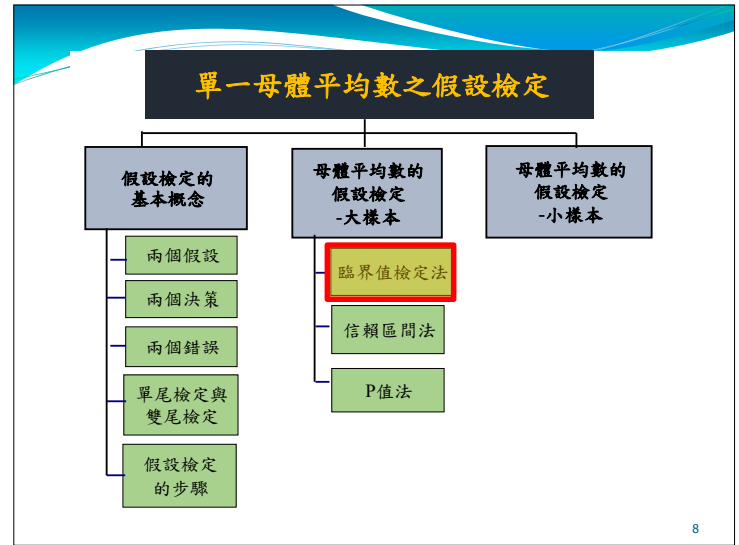 單一母體平均數之假設檢定
假設檢定的
基本概念
兩個假設
兩個決策
兩個錯誤
單尾檢定與
雙尾檢定
假設檢定
的步驟
母體平均數的
假設檢定
-大樣本
臨界值檢定法
信賴區間法
P值法
母體平均數的
假設檢定
-小樣本
8